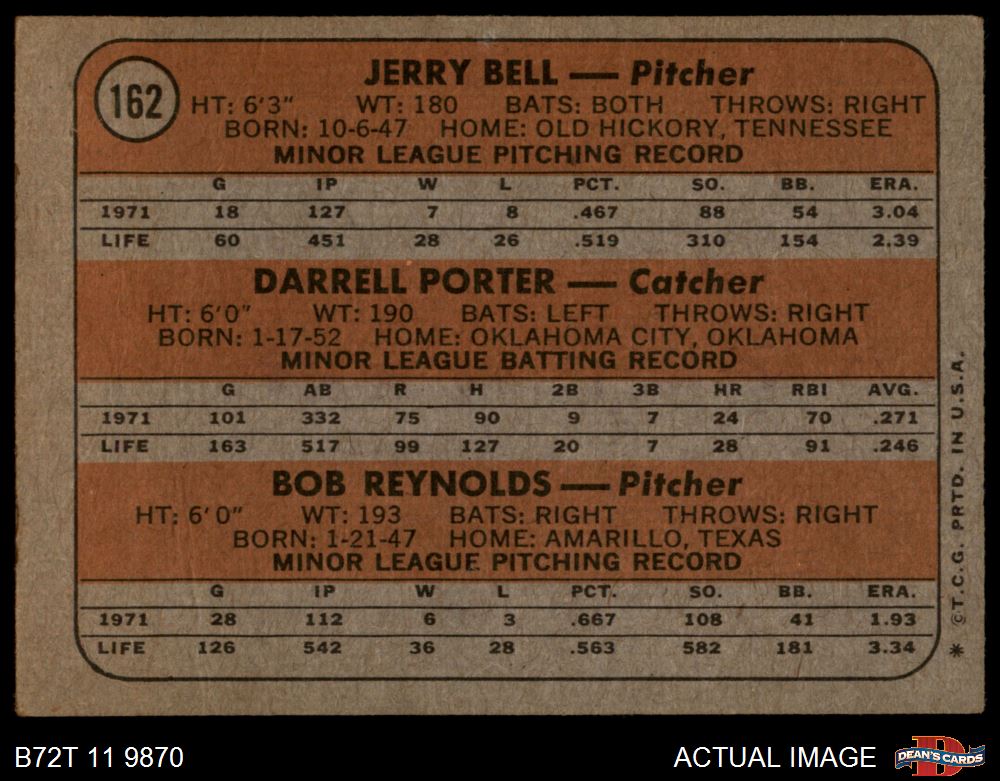 162
JERRY BELL — Pitcher
HT: 6'3" WT: 180 BATS: BOTH THROWS: RIGHT
BORN: 10-6-47 HOME: OLD HICKORY, TENNESSEE
MINOR LEAGUE PITCHING RECORD
G IP W L PCT. SO. BB. ERA.
1971 18 127 7 8 .467 88 54 3.04
LIFE 60 451 28 26 .519 310 154 2.39
DARRELL PORTER — Catcher
HT: 6'0" WT: 190 BATS: LEFT THROWS: RIGHT
BORN: 1-17-52 HOME: OKLAHOMA CITY, OKLAHOMA
MINOR LEAGUE BATTING RECORD
G AB R H 2B 3B HR RBI AVG.
1971 101 332 75 90 9 7 24 70 .271
LIFE 163 517 99 127 20 7 28 91 .246
BOB REYNOLDS — Pitcher
HT: 6'0" WT: 193 BATS: RIGHT THROWS: RIGHT
BORN: 1-21-47 HOME: AMARILLO, TEXAS
MINOR LEAGUE PITCHING RECORD
G IP W L PCT. SO. BB. ERA.
1971 28 112 6 3 .667 108 41 1.93
LIFE 126 542 36 28 .563 582 181 3.34
* © T.C.G. PRTD. IN U.S.A.
B72T 11 9870
ACTUAL IMAGE
D
DEAN'S CARDS